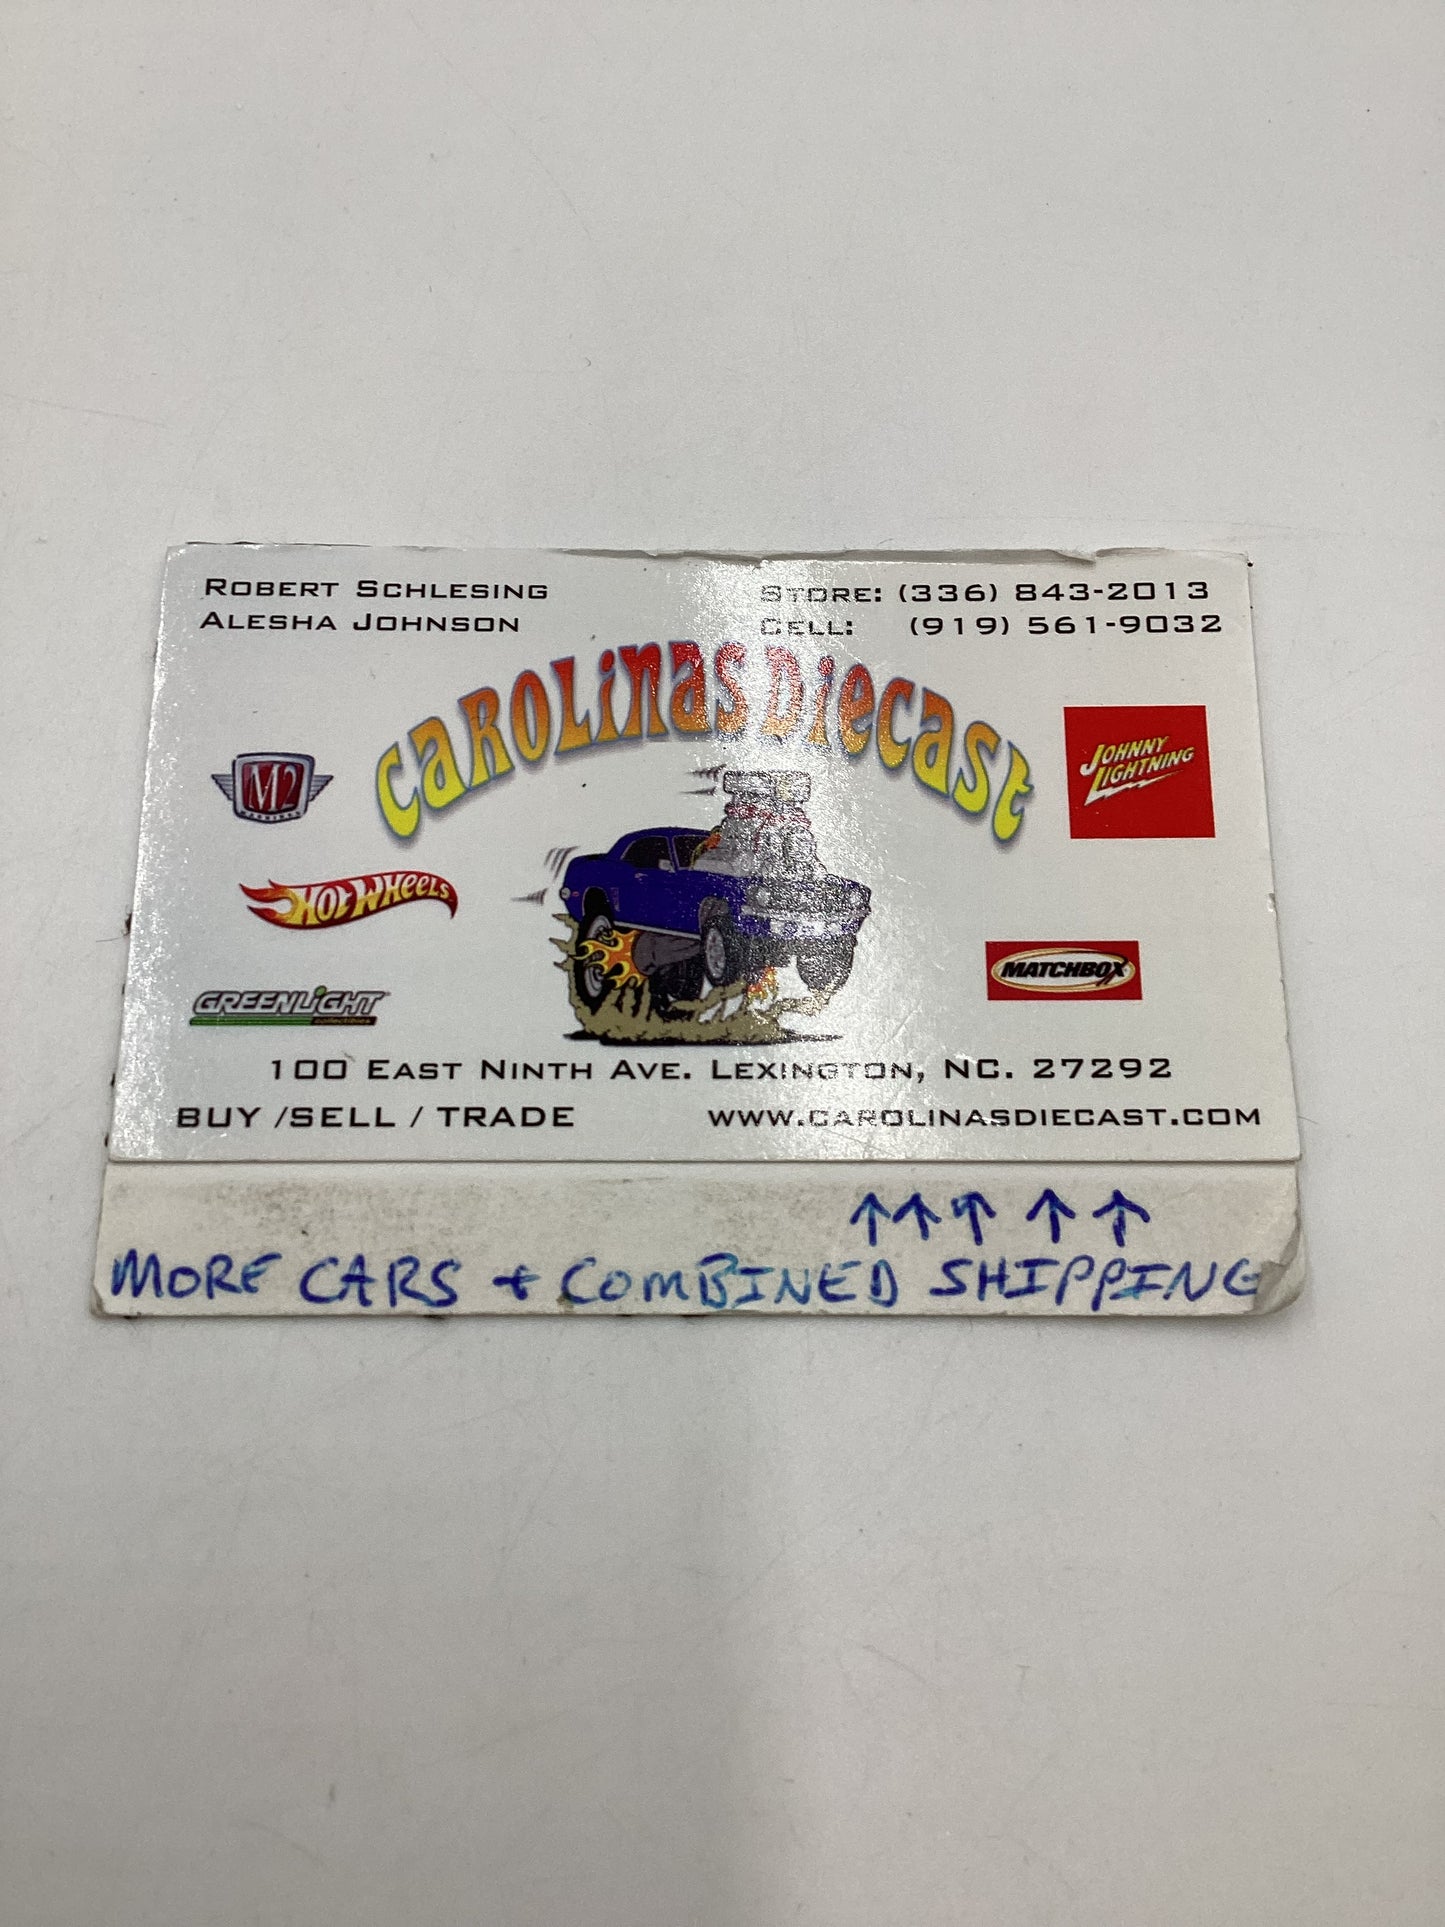 ROBERT SCHLESING
ALESHA JOHNSON
STORE: (336) 843-2013
CELL: (919) 561-9032
CAROLINAS DIECAST
M2
MACHINES
JOHNNY
LIGHTNING
HOT WHEELS
MATCHBOX
GREENLIGHT
collectibles
100 EAST NINTH AVE. LEXINGTON, NC. 27292
BUY /SELL / TRADE
WWW.CAROLINASDIECAST.COM
↑↑↑↑↑
MORE CARS + COMBINED SHIPPING